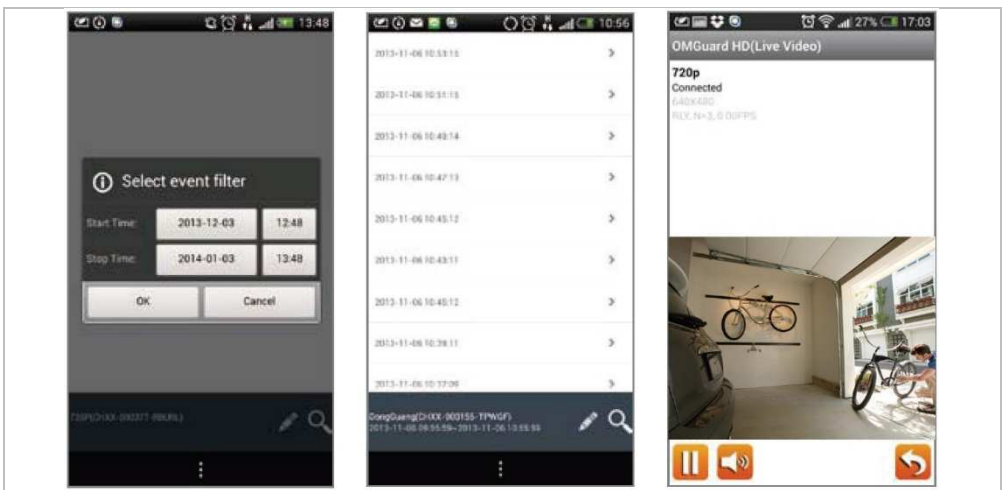 13:48
Select event filter
Start Time:
2013-12-03
12:48
Stop Time:
2014-01-03
13:48
OK
Cancel
10:56
2013-11-06 10:53:15
2013-11-06 10:51:15
2013-11-06 10:49:14
2013-11-06 10:47:13
2013-11-06 10:45:12
2013-11-06 10:43:11
2013-11-06 10:39:11
2013-11-06
27%
17:03
OMGuard HD(Live Video)
720p
Connected
640X480
RLY, N=3, 0.00FPS